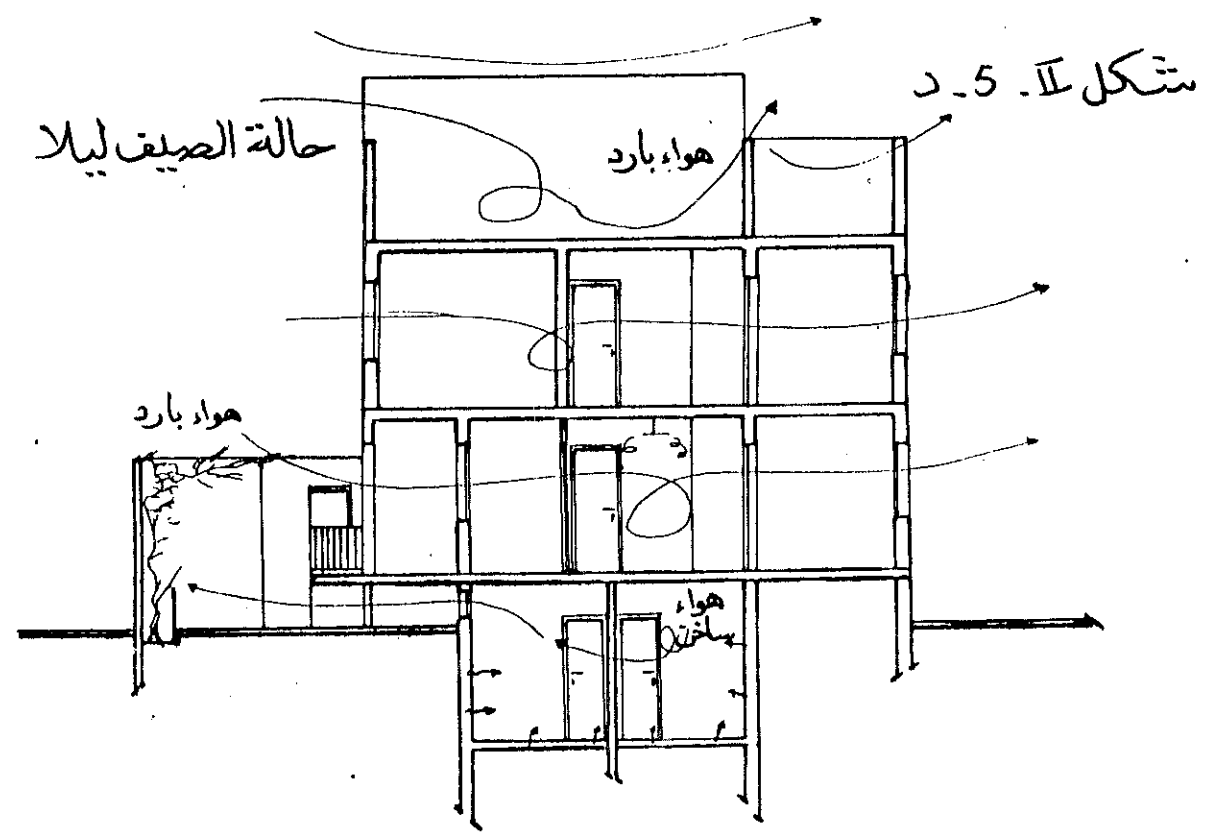 شكل II - 5 - د
حالة الصيف ليلا
هواء بارد
هواء بارد
هواء
ساخن